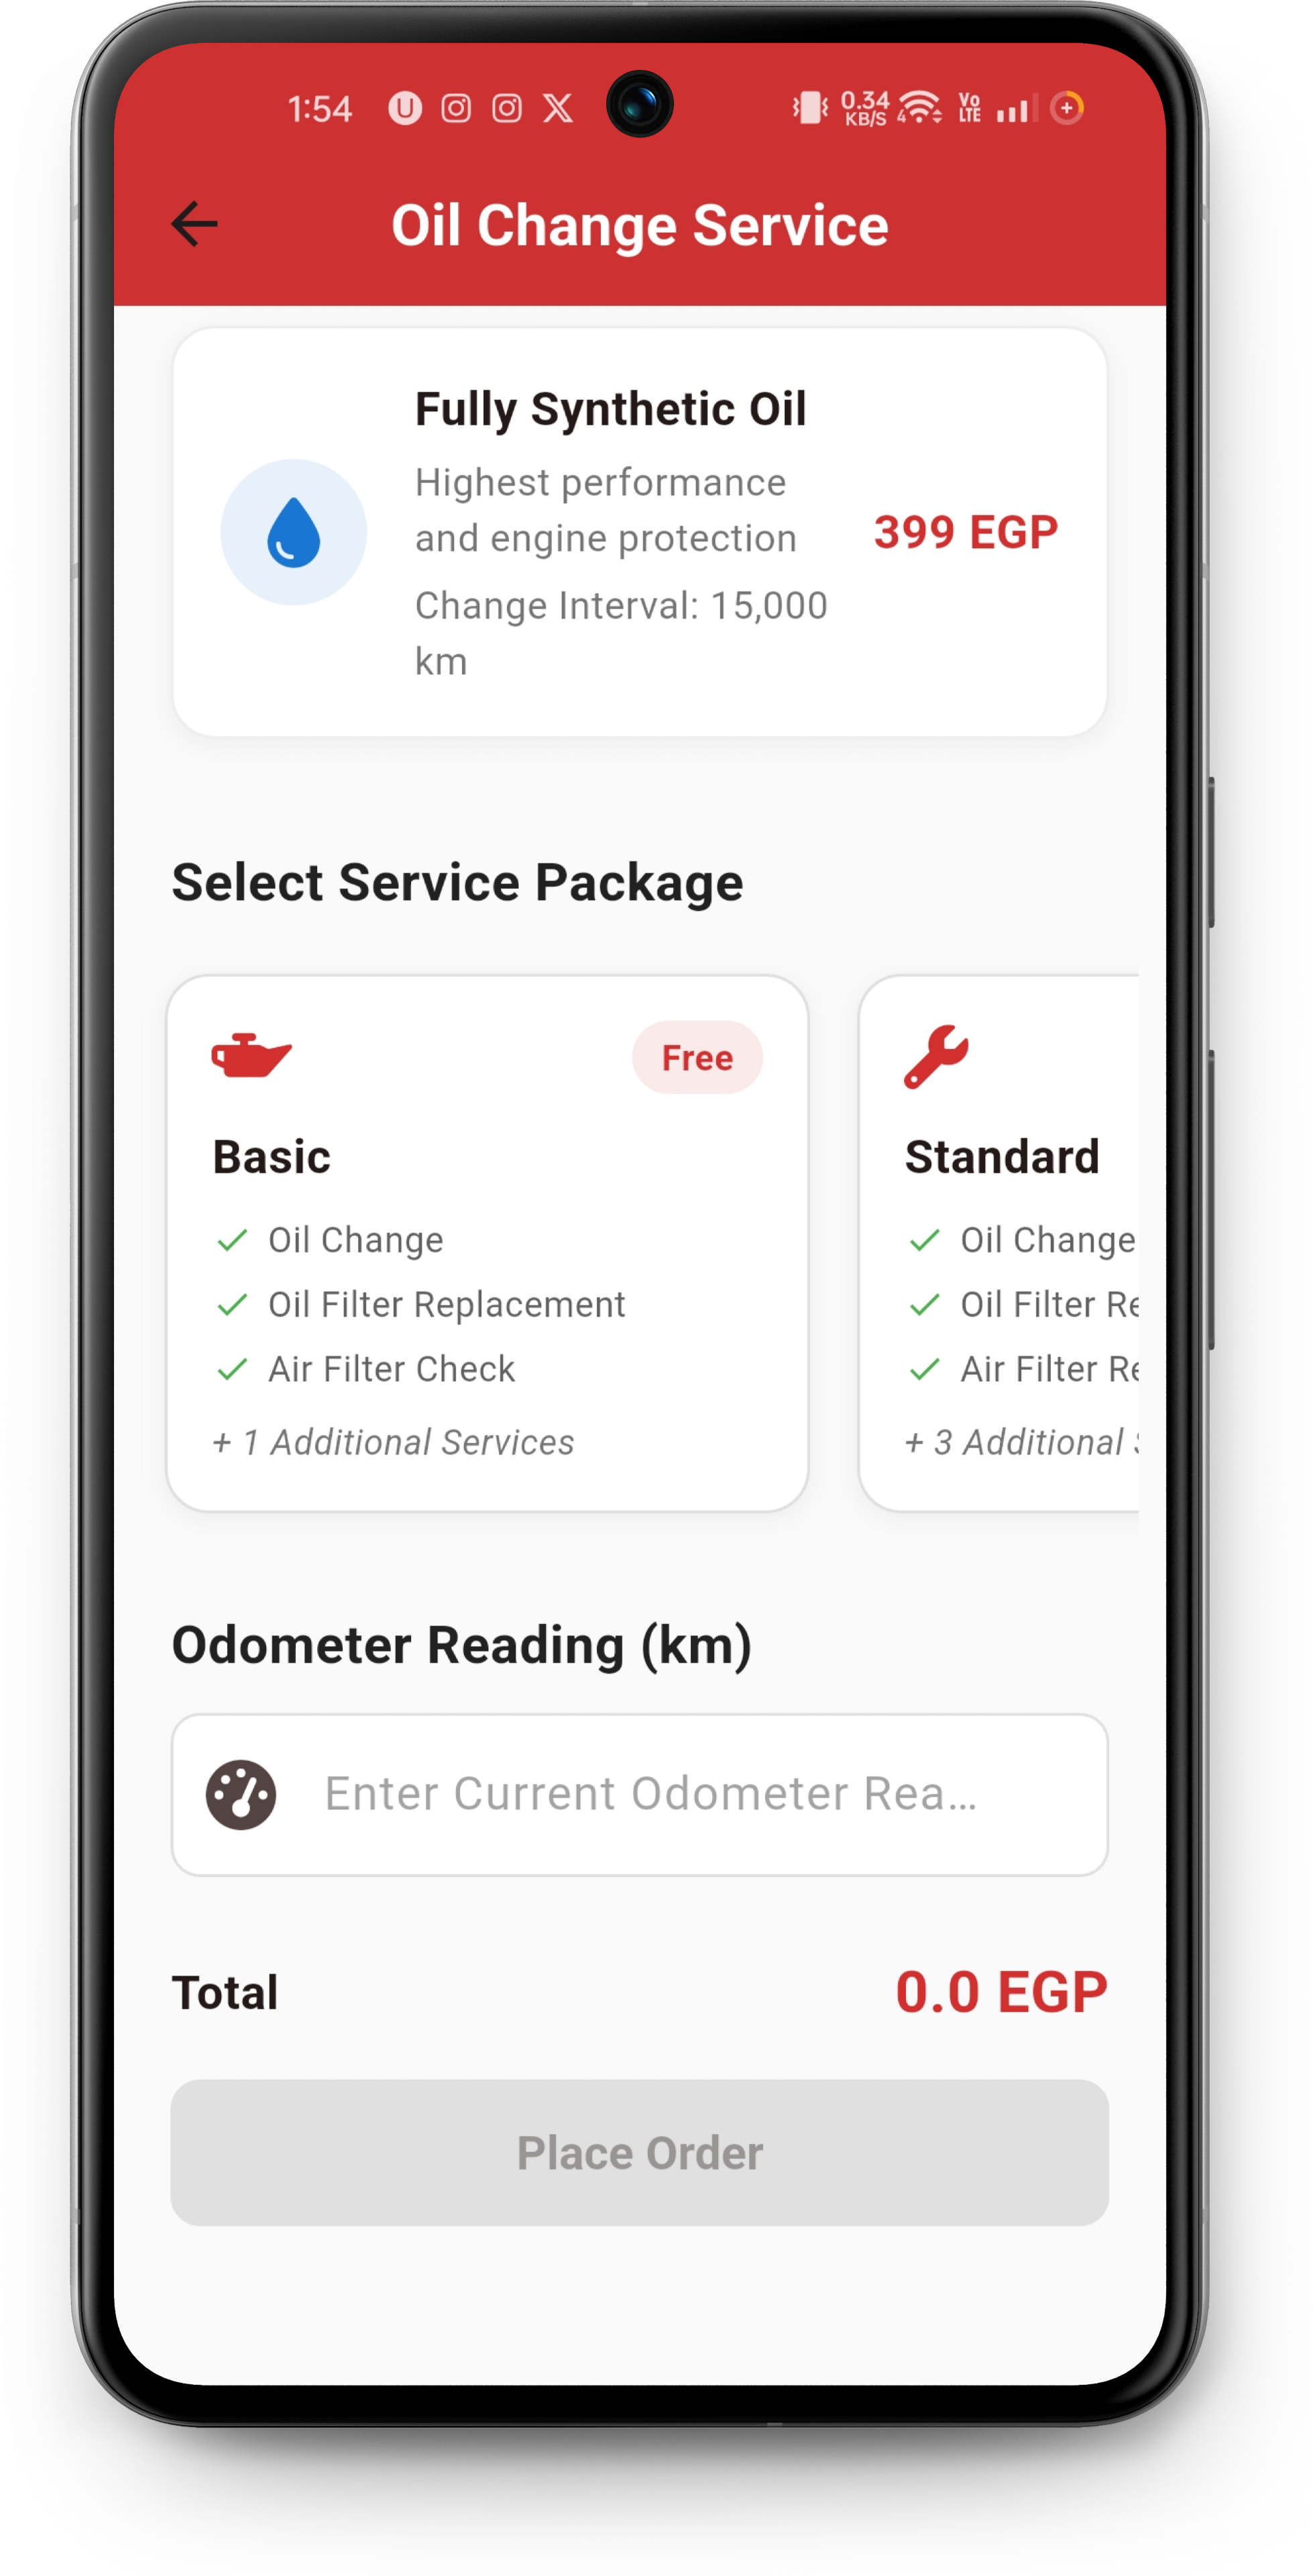 1:54
0.34
KB/S
4
Vo
LTE
Oil Change Service
Fully Synthetic Oil
Highest performance
and engine protection
Change Interval: 15,000
km
399 EGP
Select Service Package
Free
Basic
Oil Change
Oil Filter Replacement
Air Filter Check
+ 1 Additional Services
Standard
Oil Change
Oil Filter Re
Air Filter Re
+ 3 Additional S
Odometer Reading (km)
Enter Current Odometer Rea...
Total
0.0 EGP
Place Order